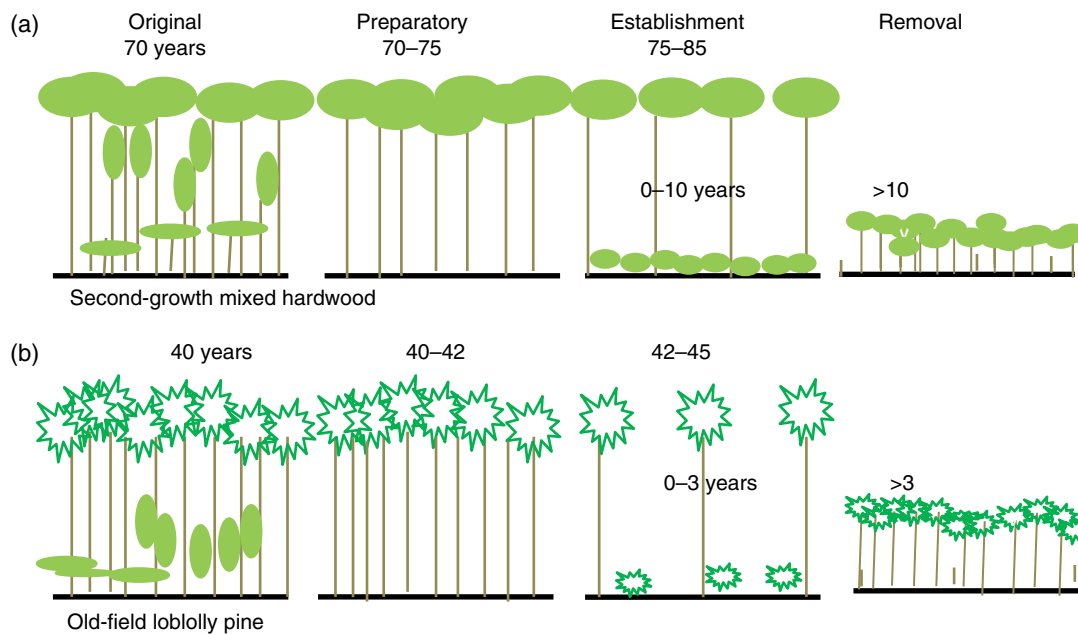 (a)
Original
70 years
Preparatory
70–75
Establishment
75–85
Removal
0–10 years
>10
Second-growth mixed hardwood
(b)
40 years
40–42
42–45
0–3 years
>3
Old-field loblolly pine